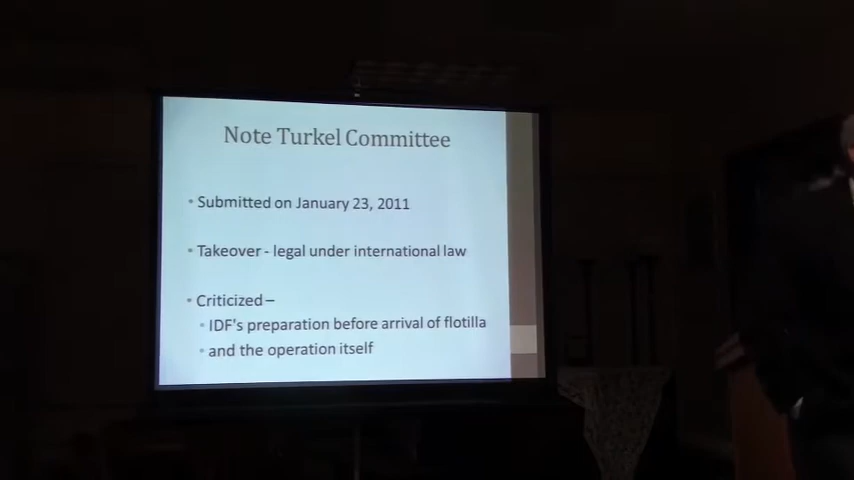 Note Turkel Committee
• Submitted on January 23, 2011
• Takeover - legal under international law
• Criticized –
• IDF's preparation before arrival of flotilla
• and the operation itself